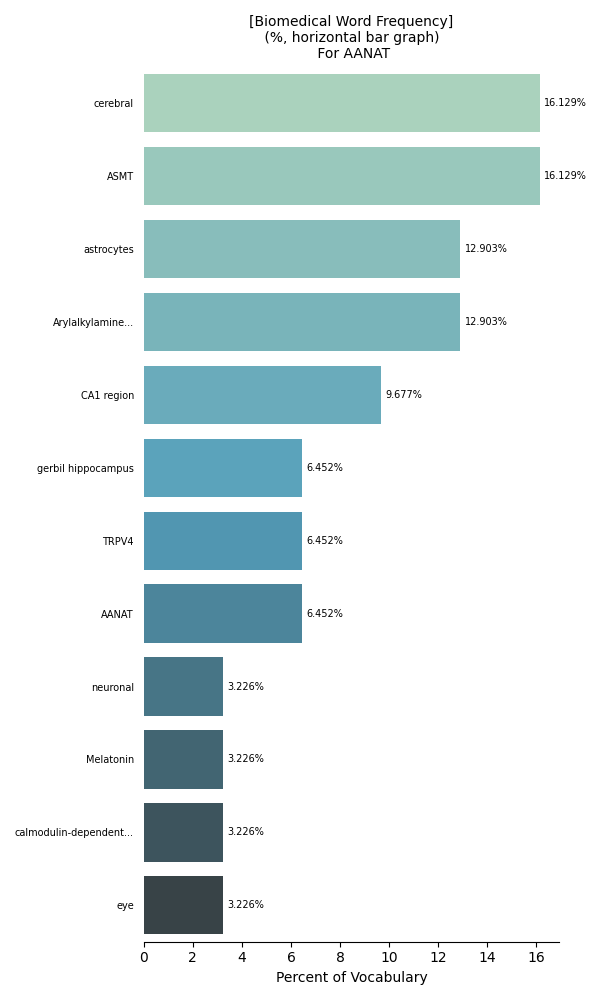 [Biomedical Word Frequency]
(%, horizontal bar graph)
For AANAT
cerebral 16.129%
ASMT 16.129%
astrocytes 12.903%
Arylalkylamine... 12.903%
CA1 region 9.677%
gerbil hippocampus 6.452%
TRPV4 6.452%
AANAT 6.452%
neuronal 3.226%
Melatonin 3.226%
calmodulin-dependent... 3.226%
eye 3.226%
0 2 4 6 8 10 12 14 16
Percent of Vocabulary